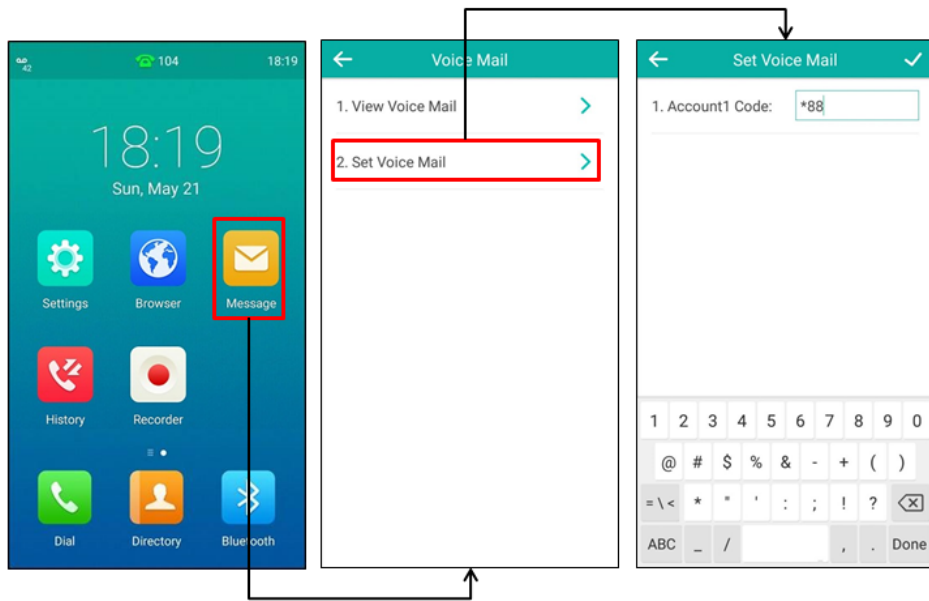 42 104 18:19
18:19
Sun, May 21
Settings Browser Message
History Recorder
Dial Directory Bluetooth
Voice Mail
1. View Voice Mail
2. Set Voice Mail
Set Voice Mail
1. Account1 Code: *88
1 2 3 4 5 6 7 8 9 0
@ # $ % & - + ( )
= \ < * " ' : ; ! ?
ABC _ / , . Done